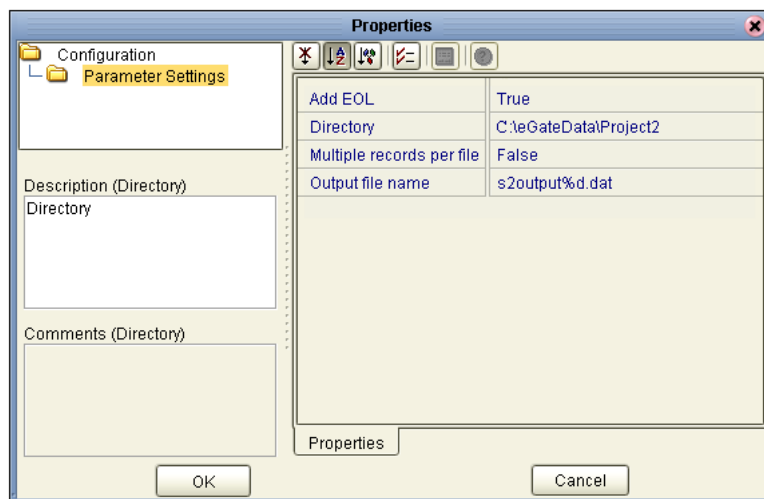 Properties
Configuration
Parameter Settings
Description (Directory)
Directory
Comments (Directory)
Add EOL True
Directory C:\eGateData\Project2
Multiple records per file False
Output file name s2output%d.dat
Properties
OK
Cancel